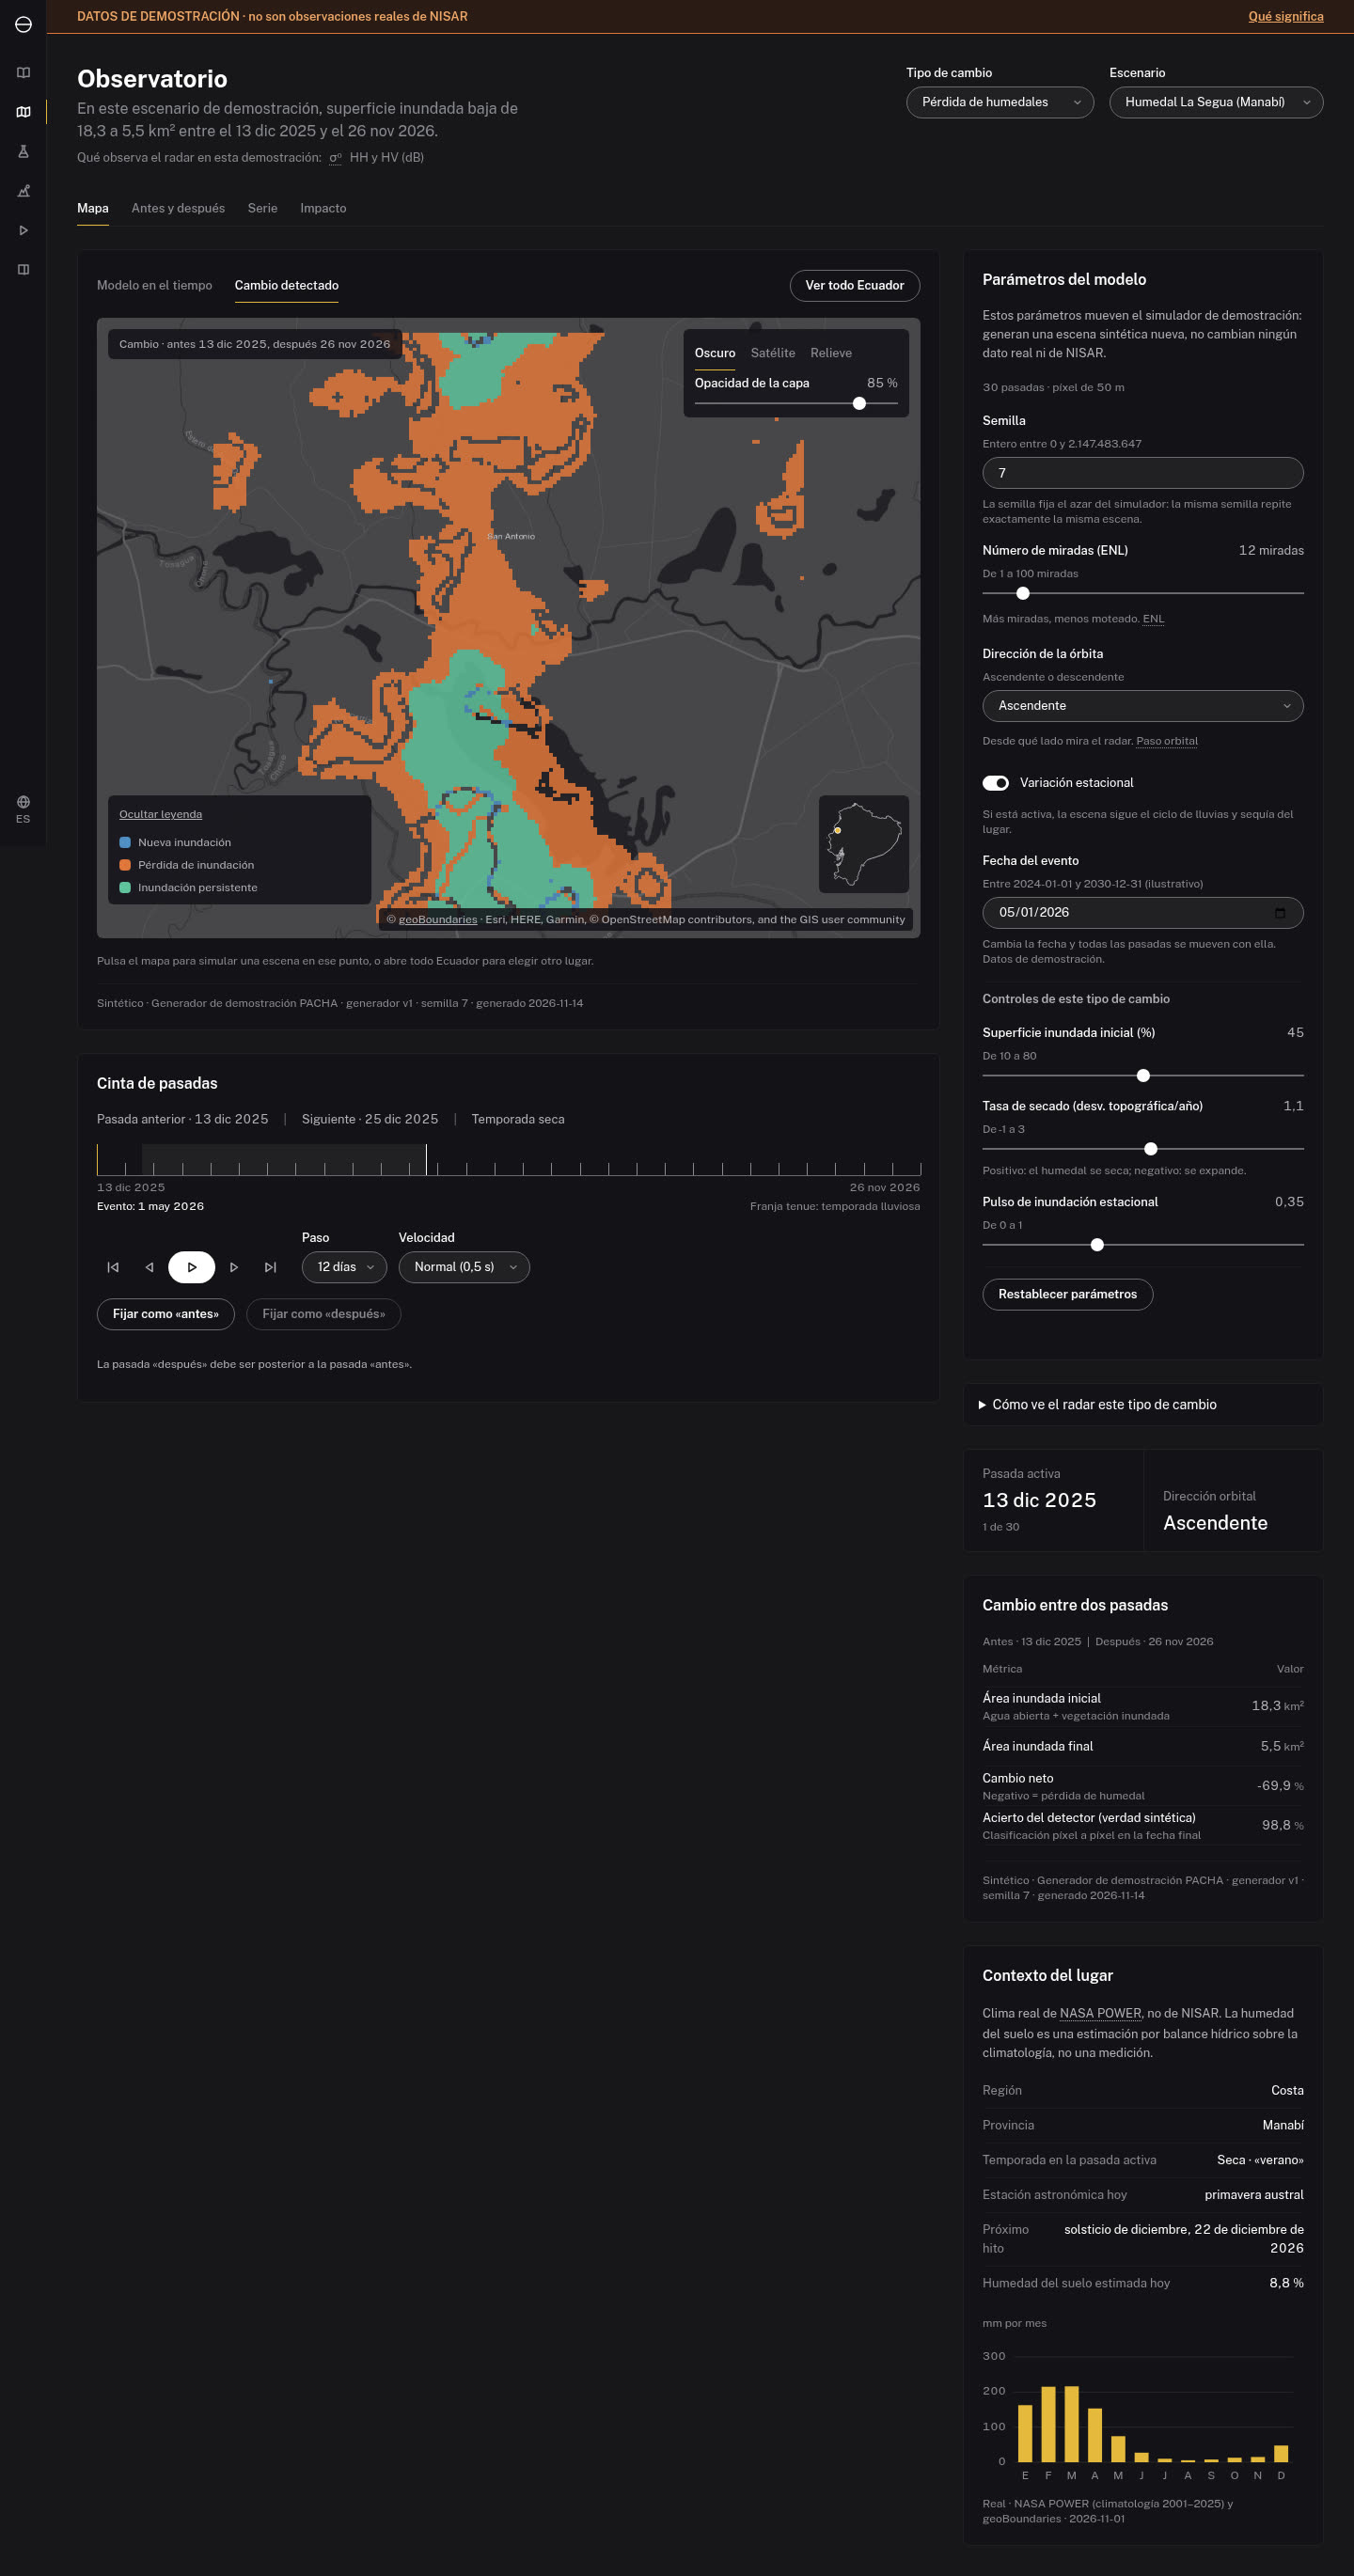 DATOS DE DEMOSTRACIÓN · no son observaciones reales de NISAR
Qué significa
Observatorio
En este escenario de demostración, superficie inundada baja de
18,3 a 5,5 km² entre el 13 dic 2025 y el 26 nov 2026.
Qué observa el radar en esta demostración: σ⁰ HH y HV (dB)
Tipo de cambio
Pérdida de humedales
Escenario
Humedal La Segua (Manabí)
Mapa
Antes y después
Serie
Impacto
Modelo en el tiempo
Cambio detectado
Ver todo Ecuador
Cambio · antes 13 dic 2025, después 26 nov 2026
Oscuro
Satélite
Relieve
Opacidad de la capa
85 %
San Antonio
Ocultar leyenda
Nueva inundación
Pérdida de inundación
Inundación persistente
© geoBoundaries · Esri, HERE, Garmin, © OpenStreetMap contributors, and the GIS user community
Pulsa el mapa para simular una escena en ese punto, o abre todo Ecuador para elegir otro lugar.
Sintético · Generador de demostración PACHA · generador v1 · semilla 7 · generado 2026-11-14
ES
Cinta de pasadas
Pasada anterior · 13 dic 2025 | Siguiente · 25 dic 2025 | Temporada seca
13 dic 2025
26 nov 2026
Evento: 1 may 2026
Franja tenue: temporada lluviosa
Paso
12 días
Velocidad
Normal (0,5 s)
Fijar como «antes»
Fijar como «después»
La pasada «después» debe ser posterior a la pasada «antes».
Parámetros del modelo
Estos parámetros mueven el simulador de demostración:
generan una escena sintética nueva, no cambian ningún
dato real ni de NISAR.
30 pasadas · píxel de 50 m
Semilla
Entero entre 0 y 2.147.483.647
7
La semilla fija el azar del simulador: la misma semilla repite
exactamente la misma escena.
Número de miradas (ENL)
12 miradas
De 1 a 100 miradas
Más miradas, menos moteado. ENL
Dirección de la órbita
Ascendente o descendente
Ascendente
Desde qué lado mira el radar. Paso orbital
Variación estacional
Si está activa, la escena sigue el ciclo de lluvias y sequía del
lugar.
Fecha del evento
Entre 2024-01-01 y 2030-12-31 (ilustrativo)
05/01/2026
Cambia la fecha y todas las pasadas se mueven con ella.
Datos de demostración.
Controles de este tipo de cambio
Superficie inundada inicial (%)
45
De 10 a 80
Tasa de secado (desv. topográfica/año)
1,1
De -1 a 3
Positivo: el humedal se seca; negativo: se expande.
Pulso de inundación estacional
0,35
De 0 a 1
Restablecer parámetros
Cómo ve el radar este tipo de cambio
Pasada activa
13 dic 2025
1 de 30
Dirección orbital
Ascendente
Cambio entre dos pasadas
Antes · 13 dic 2025 | Después · 26 nov 2026
Métrica
Valor
Área inundada inicial
Agua abierta + vegetación inundada
18,3 km²
Área inundada final
5,5 km²
Cambio neto
Negativo = pérdida de humedal
-69,9 %
Acierto del detector (verdad sintética)
Clasificación píxel a píxel en la fecha final
98,8 %
Sintético · Generador de demostración PACHA · generador v1 ·
semilla 7 · generado 2026-11-14
Contexto del lugar
Clima real de NASA POWER, no de NISAR. La humedad
del suelo es una estimación por balance hídrico sobre la
climatología, no una medición.
Región
Costa
Provincia
Manabí
Temporada en la pasada activa
Seca · «verano»
Estación astronómica hoy
primavera austral
Próximo
hito
solsticio de diciembre, 22 de diciembre de
2026
Humedad del suelo estimada hoy
8,8 %
mm por mes
300
200
100
0
E F M A M J J A S O N D
Real · NASA POWER (climatología 2001–2025) y
geoBoundaries · 2026-11-01